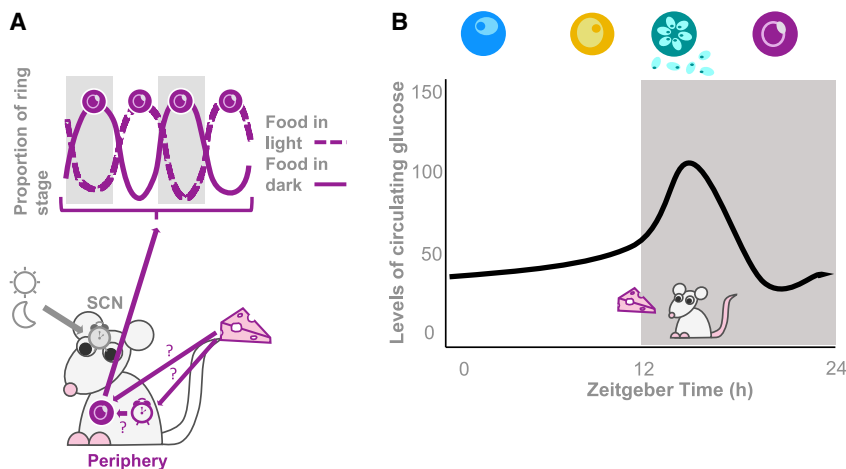 A
Proportion of ring
stage
Food in
light
Food in
dark
SCN
?
?
?
Periphery
B
Levels of circulating glucose
150
100
50
0
0
12
24
Zeitgeber Time (h)